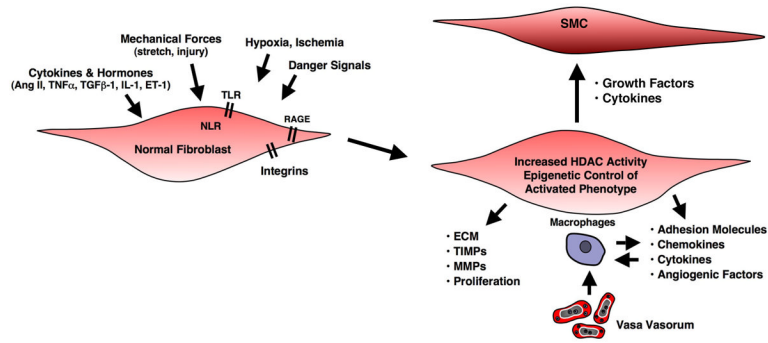 Mechanical Forces
(stretch, injury)
Hypoxia, Ischemia
Danger Signals
Cytokines & Hormones
(Ang II, TNFα, TGFβ-1, IL-1, ET-1)
TLR
NLR
RAGE
Normal Fibroblast
Integrins
SMC
· Growth Factors
· Cytokines
Increased HDAC Activity
Epigenetic Control of
Activated Phenotype
· ECM
· TIMPs
· MMPs
· Proliferation
Macrophages
· Adhesion Molecules
· Chemokines
· Cytokines
· Angiogenic Factors
Vasa Vasorum